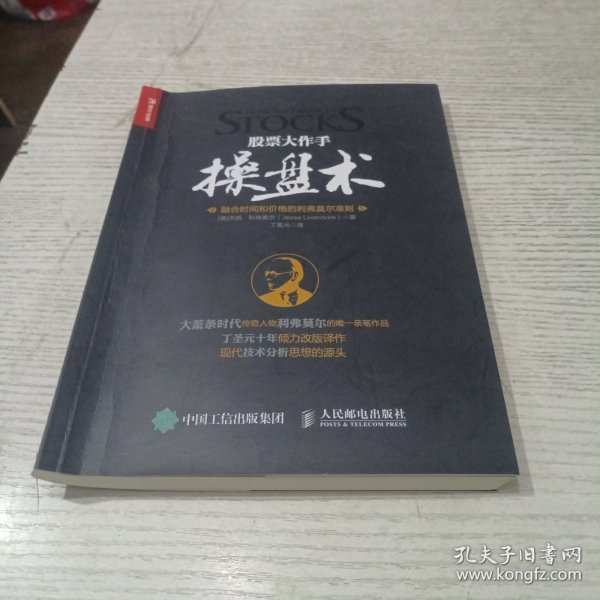 STOCKS
股票大作手
操盘术
融合时间和价格的利弗莫尔准则
[美]杰西·利弗莫尔（Jesse Livermore）◎著
丁圣元◎译
大萧条时代传奇人物利弗莫尔的唯一亲笔作品
丁圣元十年倾力改版译作
现代技术分析思想的源头
中国工信出版集团
人民邮电出版社
POSTS & TELECOM PRESS
孔夫子旧书网
www.kongfz.com